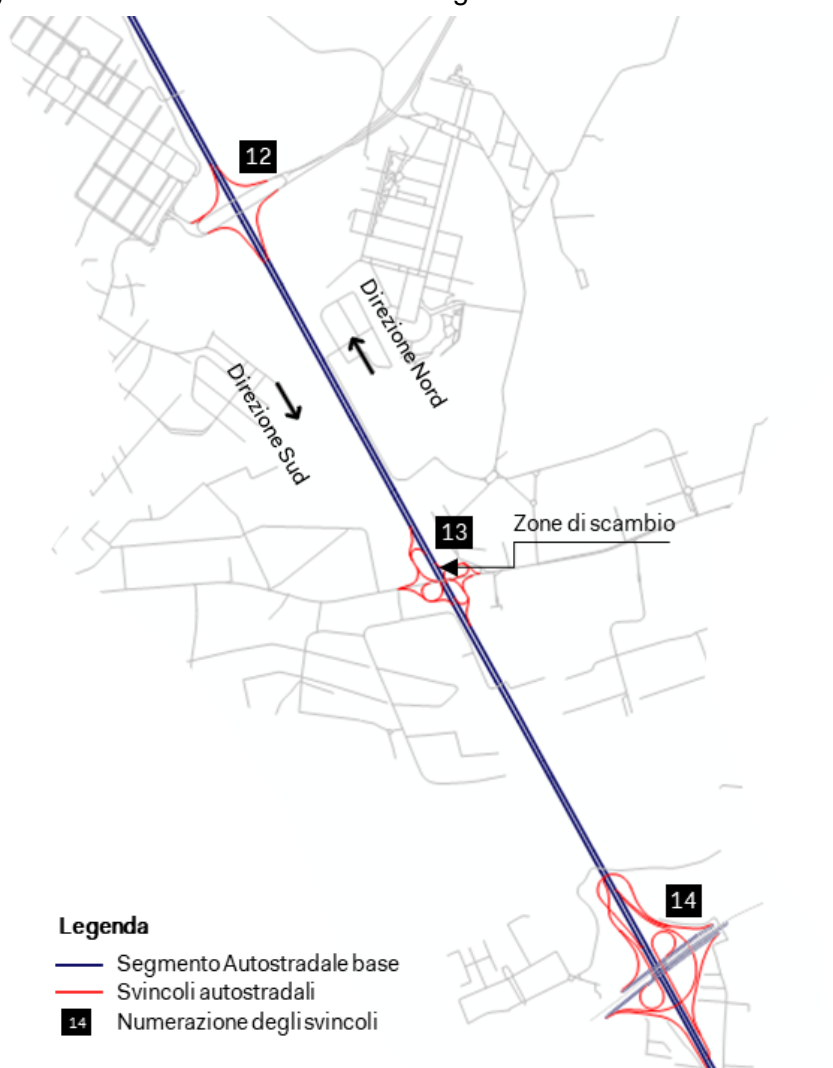 12
Direzione Nord
Direzione Sud
13
Zone di scambio
14
Legenda
Segmento Autostradale base
Svincoli autostradali
14 Numerazione degli svincoli